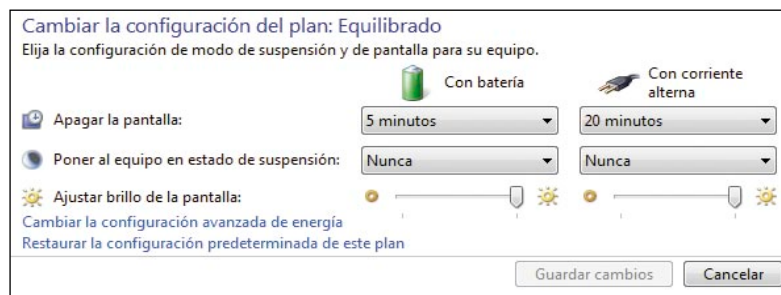 Cambiar la configuración del plan: Equilibrado
Elija la configuración de modo de suspensión y de pantalla para su equipo.
Con batería
Con corriente
alterna
Apagar la pantalla:
5 minutos
20 minutos
Poner al equipo en estado de suspensión:
Nunca
Nunca
Ajustar brillo de la pantalla:
Cambiar la configuración avanzada de energía
Restaurar la configuración predeterminada de este plan
Guardar cambios
Cancelar